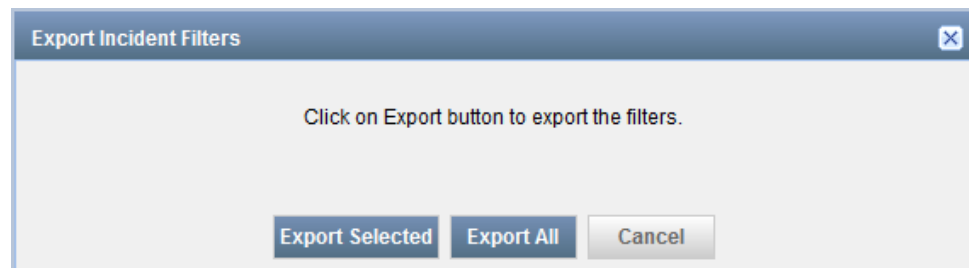 Export Incident Filters
Click on Export button to export the filters.
Export Selected Export All Cancel